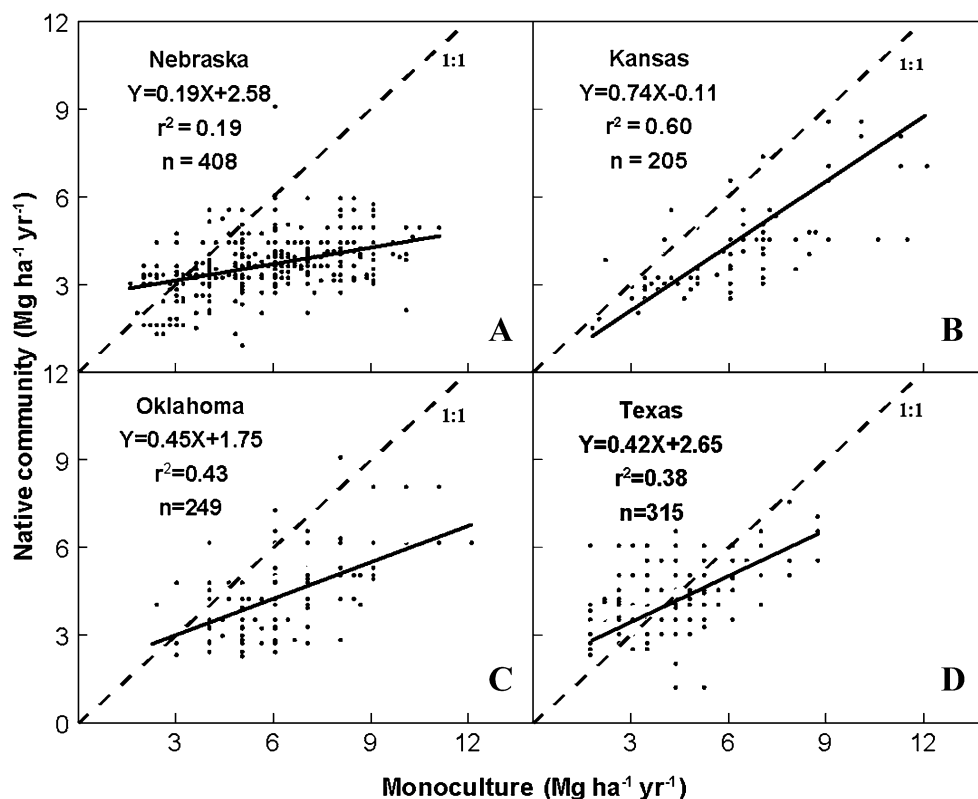 Native community (Mg ha⁻¹ yr⁻¹)
12
9
6
3
Nebraska
Y=0.19X+2.58
r² = 0.19
n = 408
1:1
A
Kansas
Y=0.74X-0.11
r² = 0.60
n = 205
1:1
B
12
9
6
3
0
Oklahoma
Y=0.45X+1.75
r²=0.43
n=249
1:1
C
Texas
Y=0.42X+2.65
r²=0.38
n=315
1:1
D
3 6 9 12 3 6 9 12
Monoculture (Mg ha⁻¹ yr⁻¹)